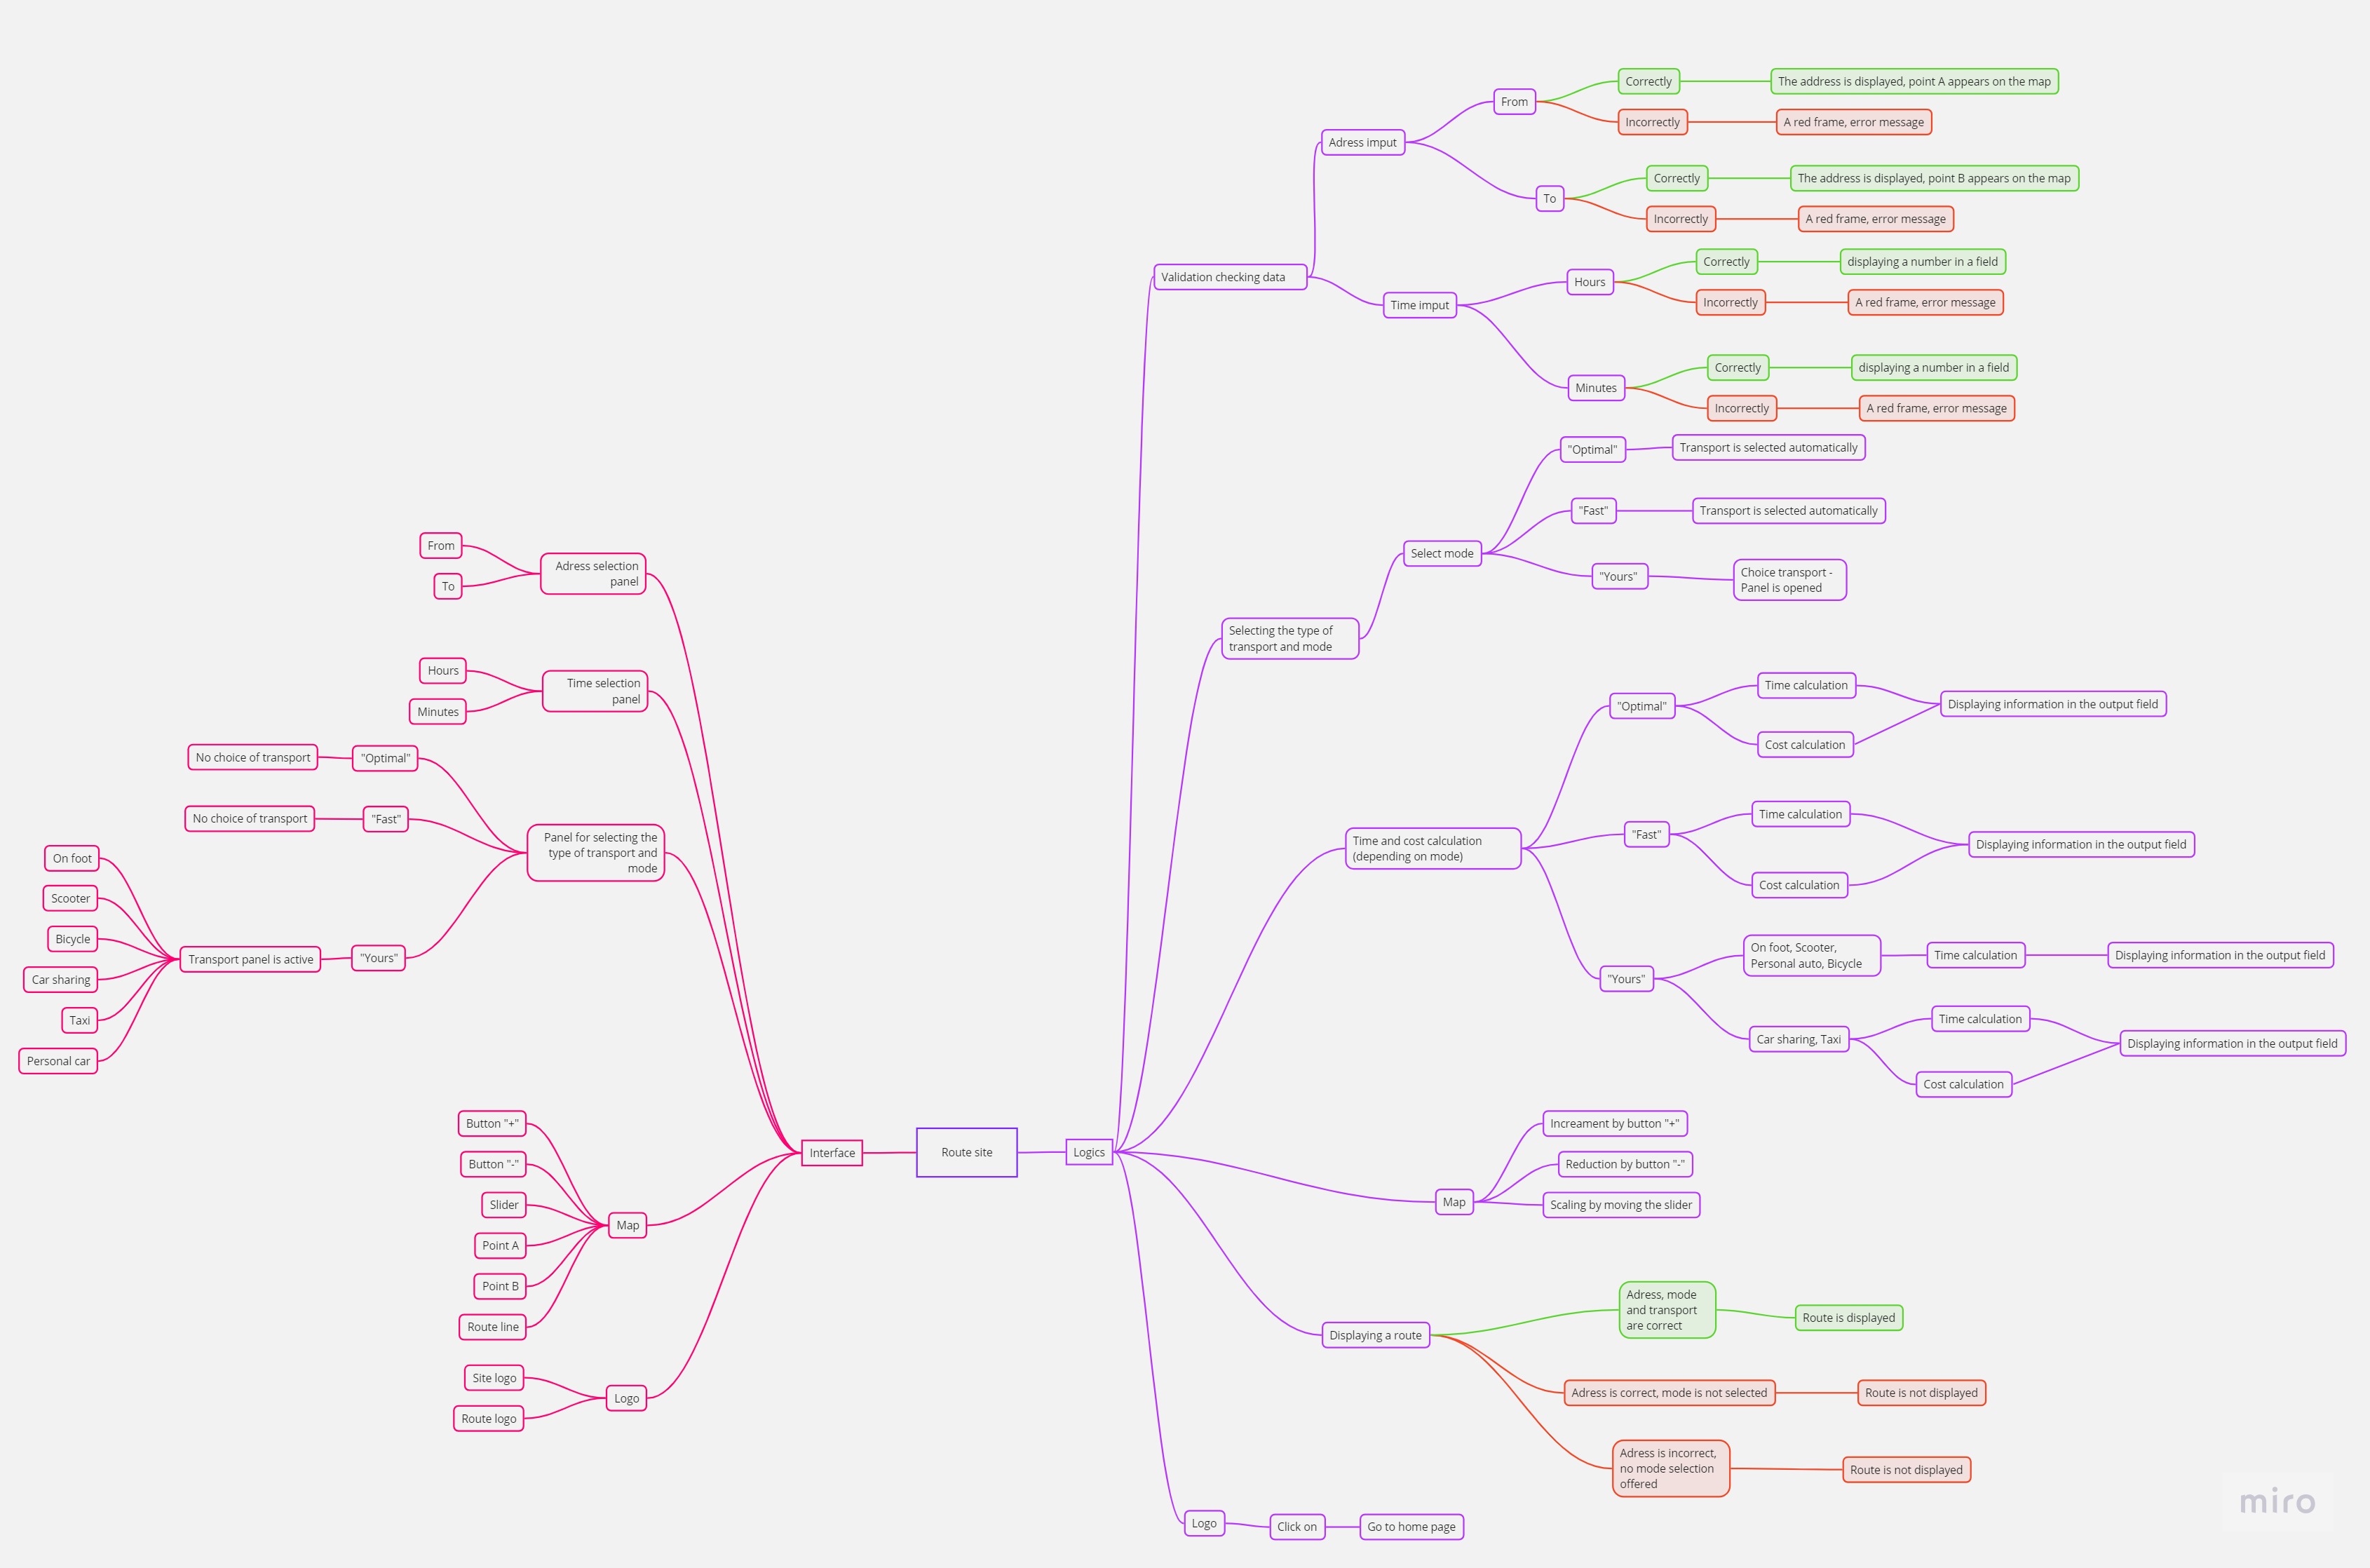 Route site
Interface
Adress selection
panel
From
To
Time selection
panel
Hours
Minutes
Panel for selecting the
type of transport and
mode
"Optimal"
No choice of transport
"Fast"
No choice of transport
"Yours"
Transport panel is active
On foot
Scooter
Bicycle
Car sharing
Taxi
Personal car
Map
Button "+"
Button "-"
Slider
Point A
Point B
Route line
Logo
Site logo
Route logo
Logics
Validation checking data
Adress imput
From
Correctly
The address is displayed, point A appears on the map
Incorrectly
A red frame, error message
To
Correctly
The address is displayed, point B appears on the map
Incorrectly
A red frame, error message
Time imput
Hours
Correctly
displaying a number in a field
Incorrectly
A red frame, error message
Minutes
Correctly
displaying a number in a field
Incorrectly
A red frame, error message
Selecting the type of
transport and mode
Select mode
"Optimal"
Transport is selected automatically
"Fast"
Transport is selected automatically
"Yours"
Choice transport -
Panel is opened
Time and cost calculation
(depending on mode)
"Optimal"
Time calculation
Cost calculation
Displaying information in the output field
"Fast"
Time calculation
Cost calculation
Displaying information in the output field
"Yours"
On foot, Scooter,
Personal auto, Bicycle
Time calculation
Displaying information in the output field
Car sharing, Taxi
Time calculation
Cost calculation
Displaying information in the output field
Map
Increament by button "+"
Reduction by button "-"
Scaling by moving the slider
Displaying a route
Adress, mode
and transport
are correct
Route is displayed
Adress is correct, mode is not selected
Route is not displayed
Adress is incorrect,
no mode selection
offered
Route is not displayed
Logo
Click on
Go to home page
miro